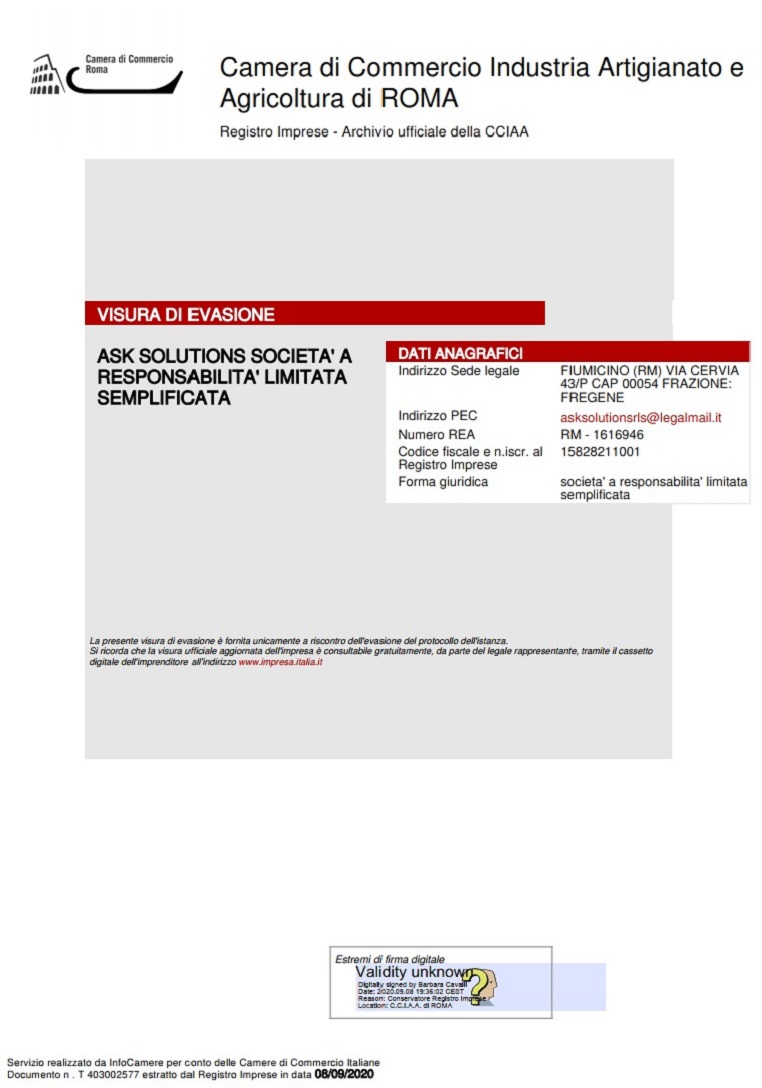 Camera di Commercio
Roma
Camera di Commercio Industria Artigianato e
Agricoltura di ROMA
Registro Imprese - Archivio ufficiale della CCIAA
VISURA DI EVASIONE
ASK SOLUTIONS SOCIETA' A
RESPONSABILITA' LIMITATA
SEMPLIFICATA
DATI ANAGRAFICI
Indirizzo Sede legale FIUMICINO (RM) VIA CERVIA
43/P CAP 00054 FRAZIONE:
FREGENE
Indirizzo PEC asksolutionsrls@legalmail.it
Numero REA RM - 1616946
Codice fiscale e n.iscr. al 15828211001
Registro Imprese
Forma giuridica societa' a responsabilita' limitata
semplificata
La presente visura di evasione è fornita unicamente a riscontro dell'evasione del protocollo dell'istanza.
Si ricorda che la visura ufficiale aggiornata dell'impresa è consultabile gratuitamente, da parte del legale rappresentante, tramite il cassetto
digitale dell'imprenditore all'indirizzo www.impresa.italia.it
Estremi di firma digitale
Validity unknown
Digitally signed by Barbara Cavalli
Date: 2020.09.08 19:36:02 CEST
Reason: Conservatore Registro Imprese
Location: C.C.I.A.A. di ROMA
Servizio realizzato da InfoCamere per conto delle Camere di Commercio Italiane
Documento n . T 403002577 estratto dal Registro Imprese in data 08/09/2020